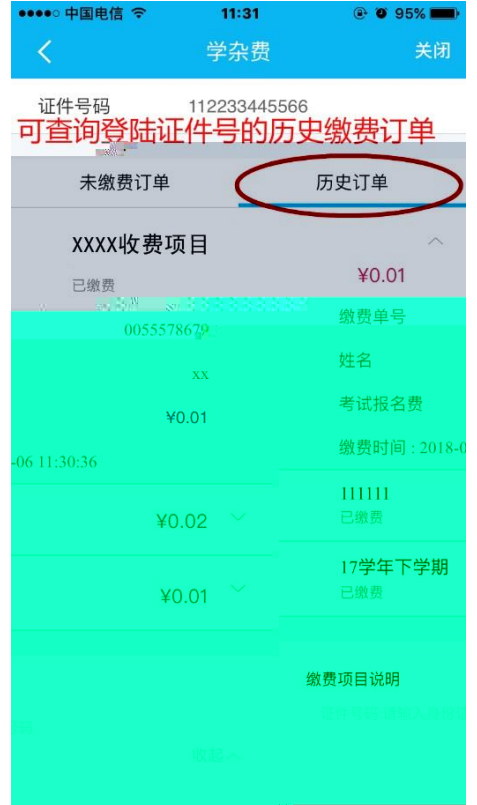 中国电信 11:31 95%
学杂费 关闭
证件号码 112233445566
可查询登陆证件号的历史缴费订单
未缴费订单 历史订单
XXXX收费项目
已缴费 ¥0.01
缴费单号
0055578679
姓名
xx
考试报名费
¥0.01
缴费时间：2018-0
-06 11:30:36
111111
已缴费
¥0.02
17学年下学期
已缴费
¥0.01
缴费项目说明
收起